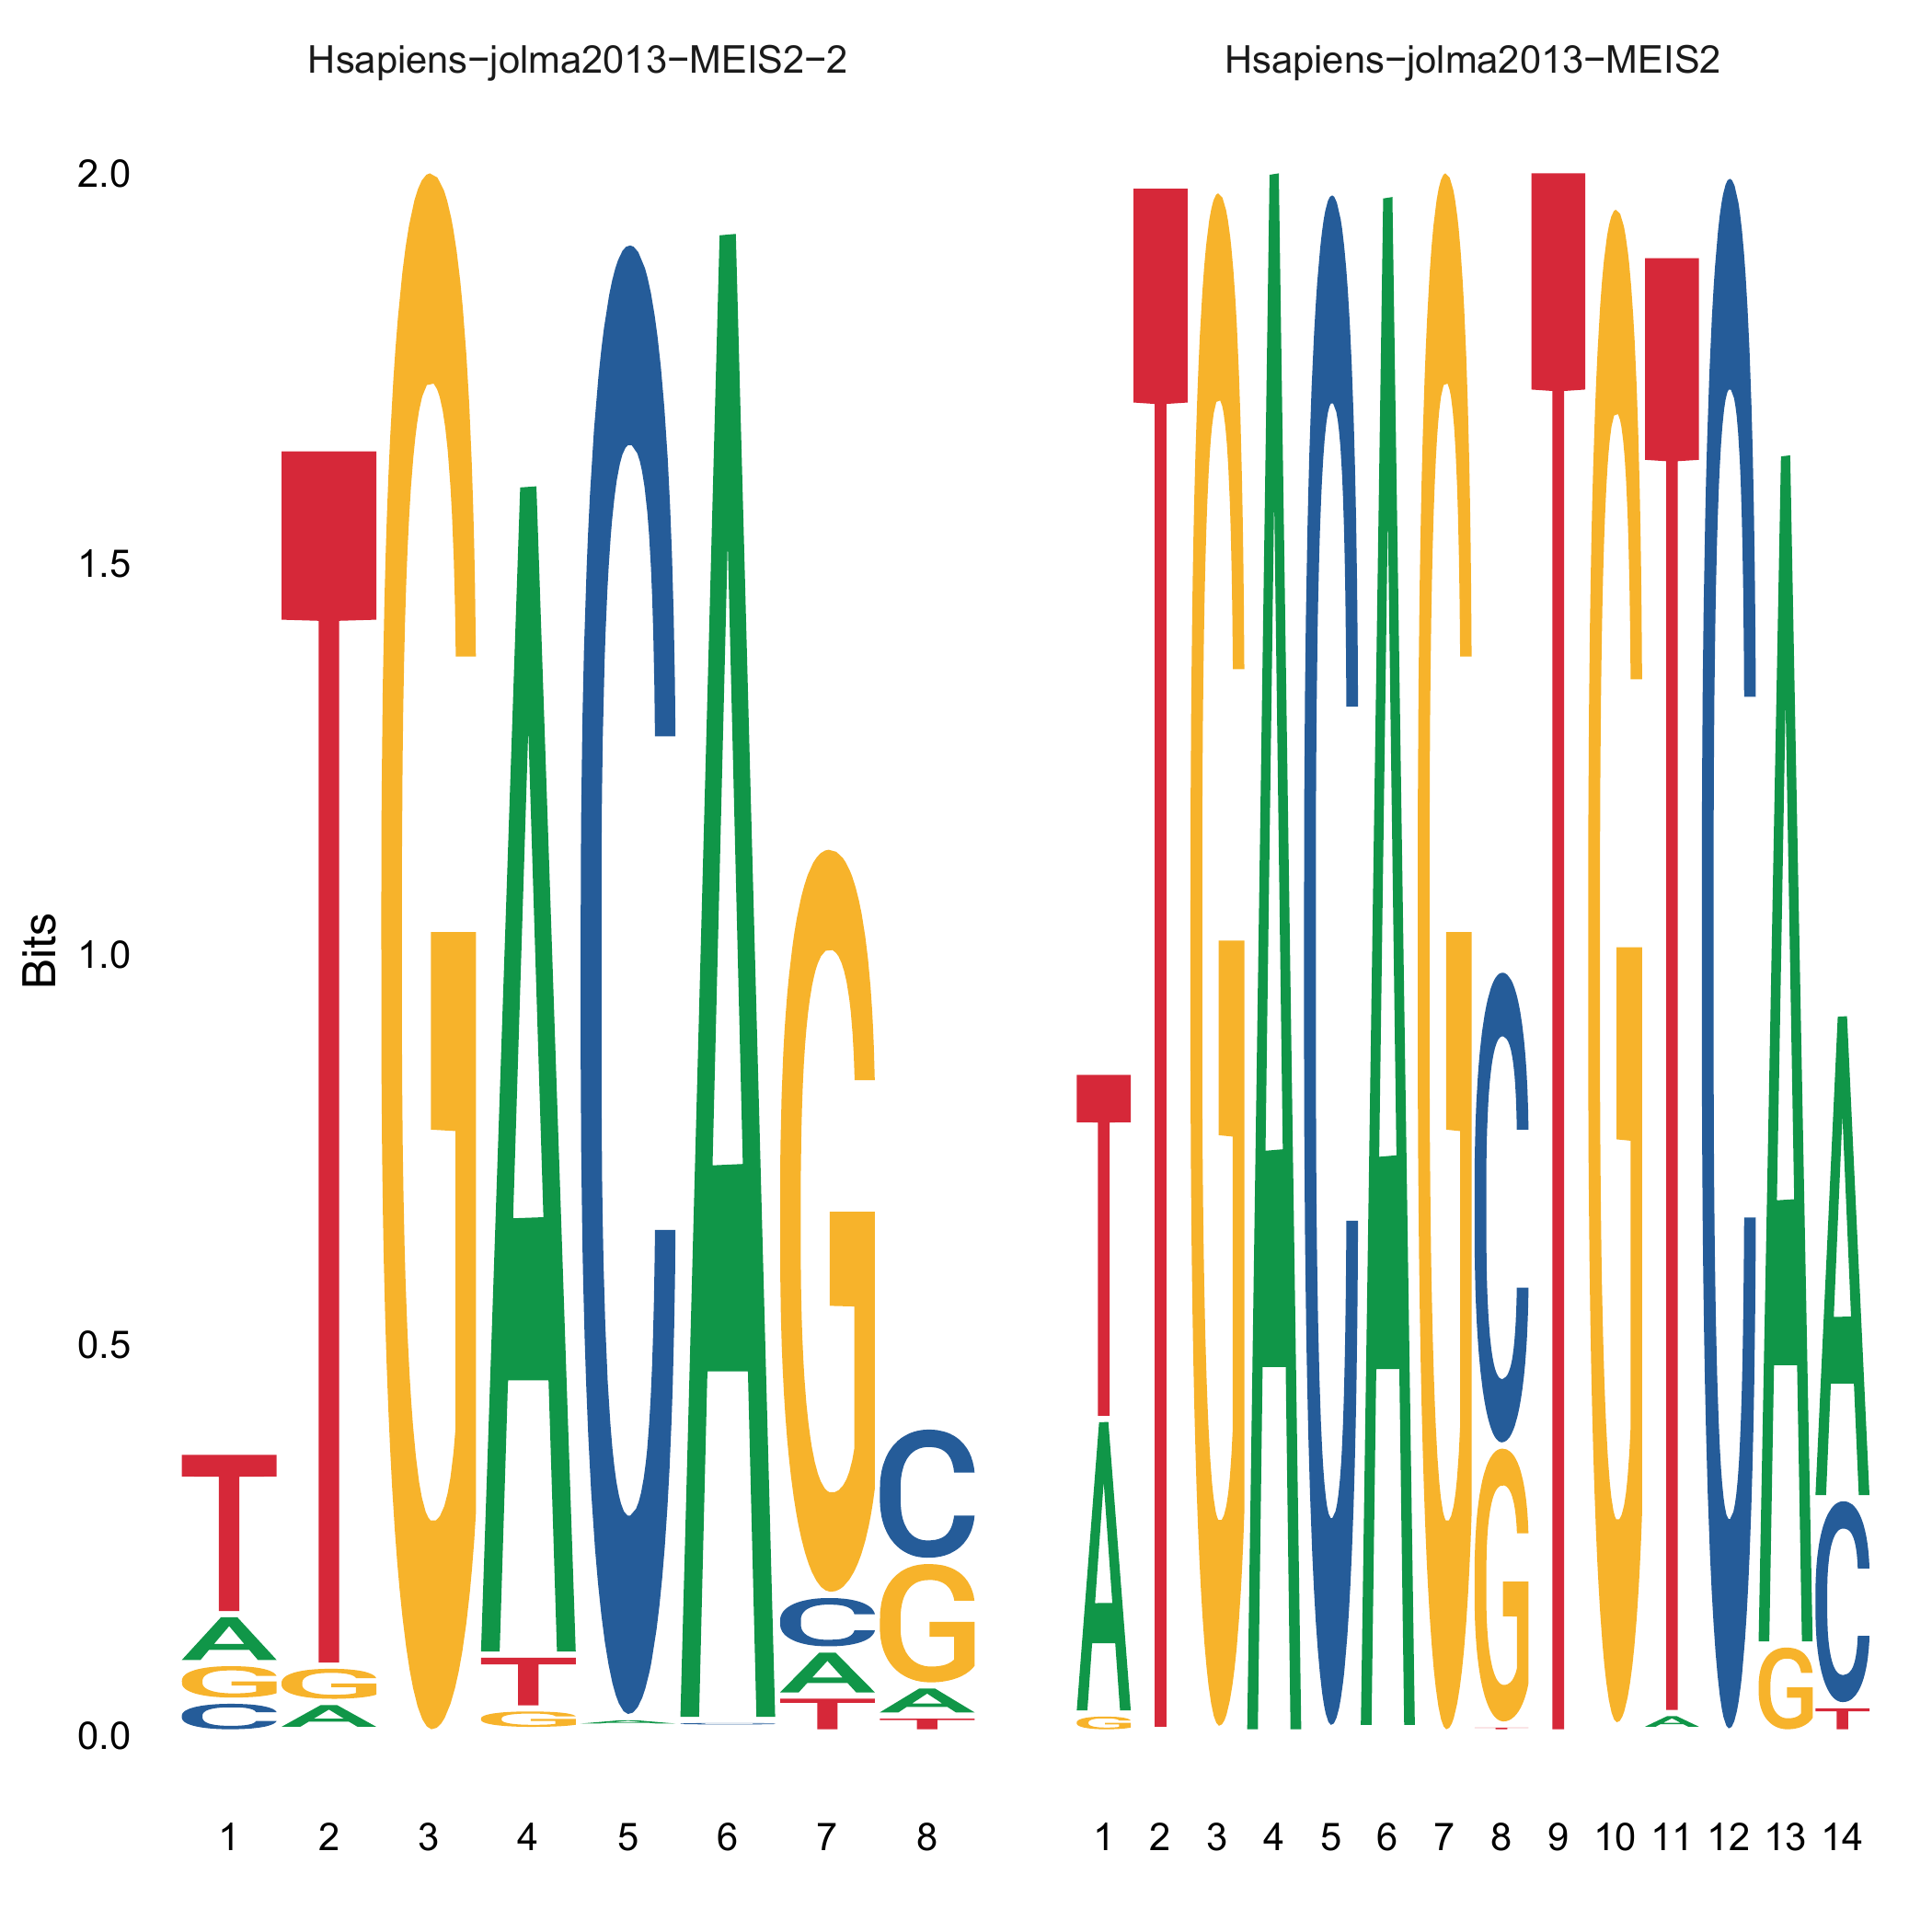 Hsapiens−jolma2013−MEIS2−2
Hsapiens−jolma2013−MEIS2
Bits
2.0
1.5
1.0
0.5
0.0
T T G A C A G C
A G T G A C A G
G A G A C A T A
C T T
T T G A C A G C T G T C A A
A G A G C
G T T
1 2 3 4 5 6 7 8
1 2 3 4 5 6 7 8 9 10 11 12 13 14